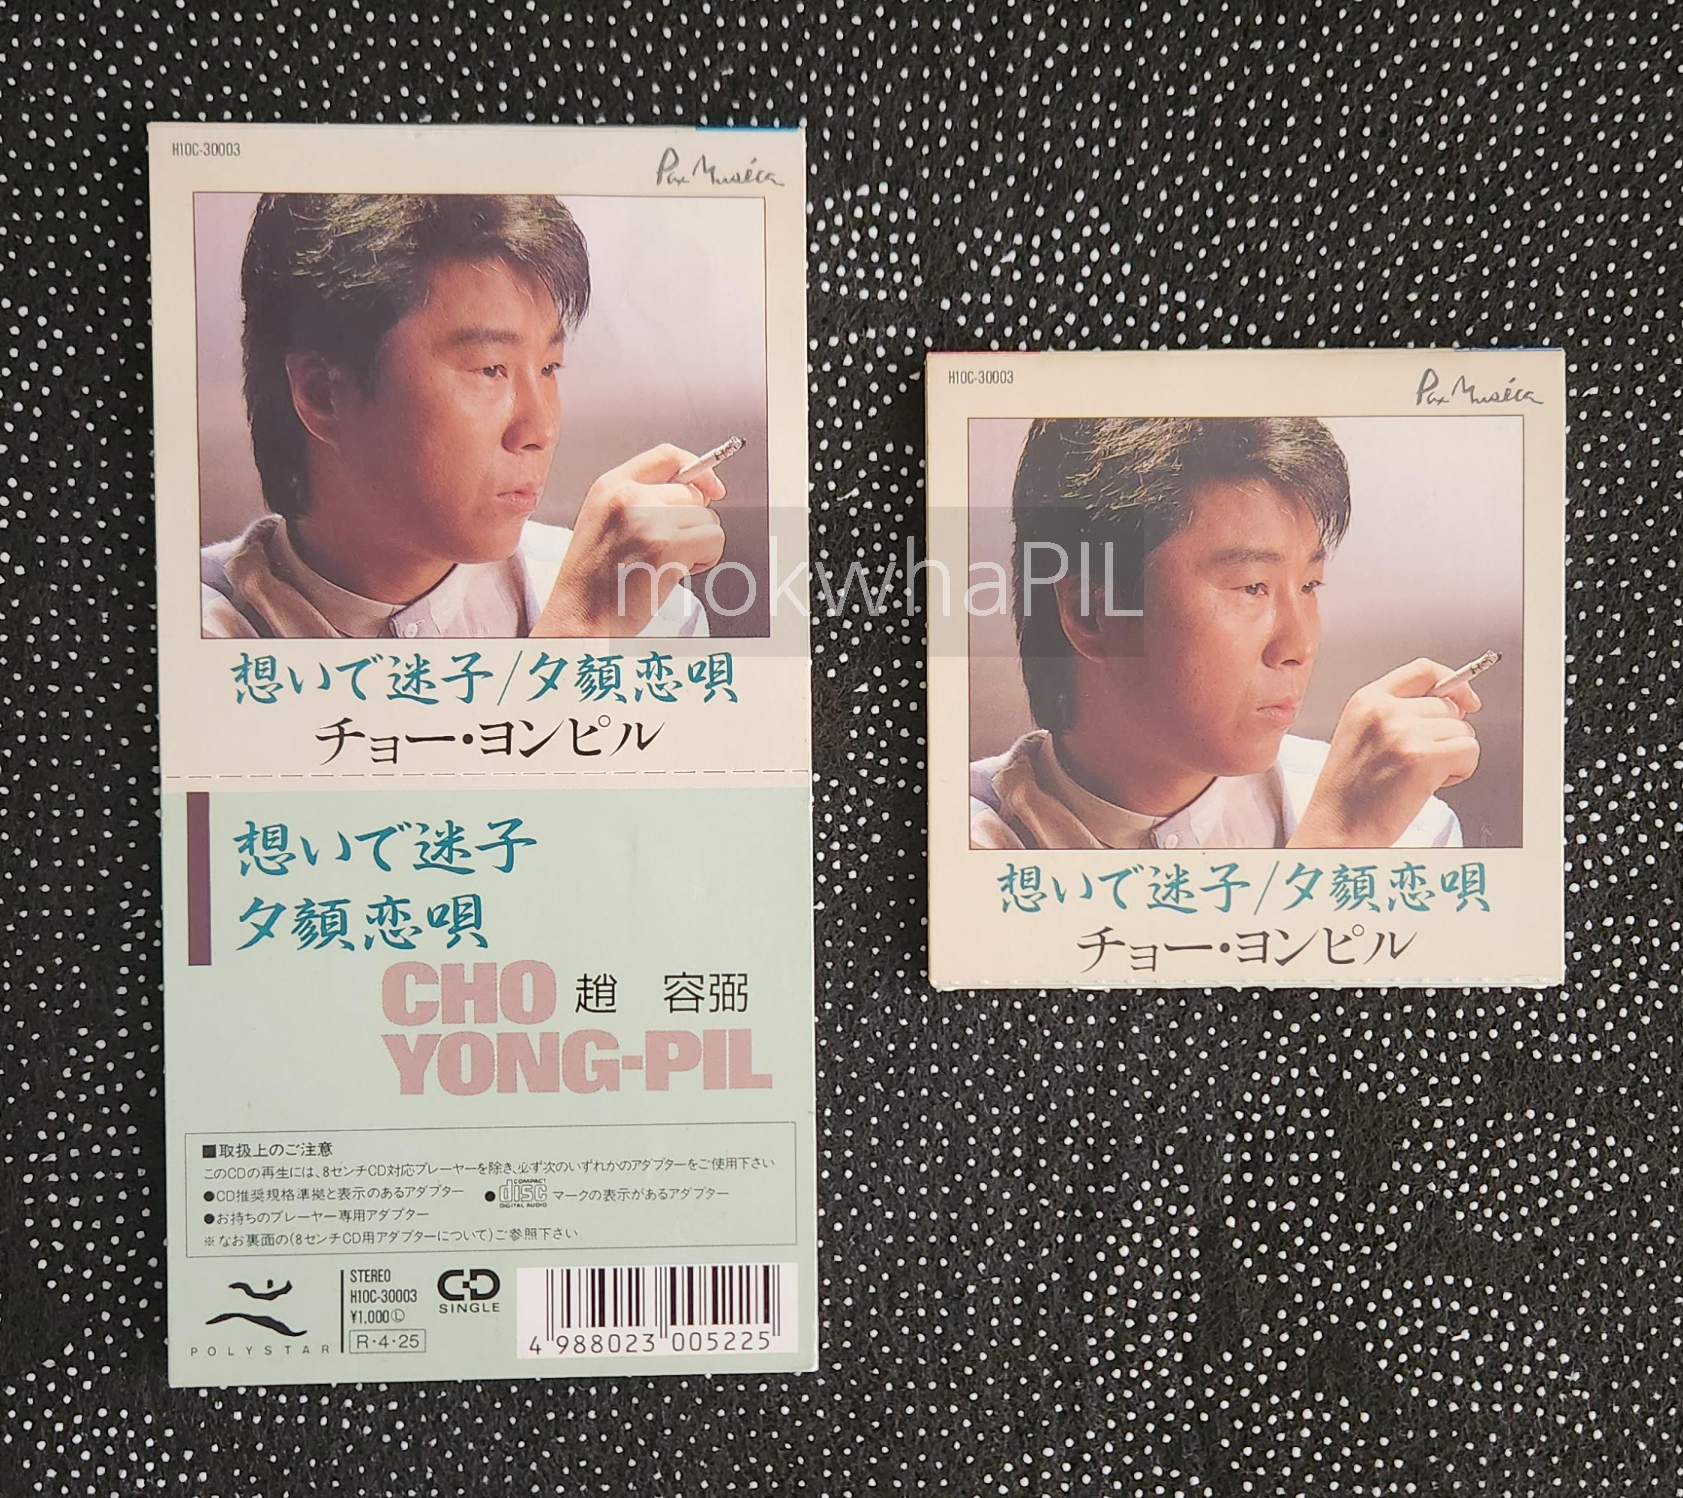 H10C-30003
Pax Musica
想いで迷子/夕顔恋唄
チョー・ヨンピル
想いで迷子
夕顔恋唄
CHO 趙 容弼
YONG-PIL
■取扱上のご注意
このCDの再生には、8センチCD対応プレーヤーを除き、必ず次のいずれかのアダプターをご使用下さい
●CD推奨規格準拠と表示のあるアダプター ●COMPACT disc DIGITAL AUDIO マークの表示があるアダプター
●お持ちのプレーヤー専用アダプター
※なお裏面の(8センチCD用アダプターについて)ご参照下さい
POLYSTAR
STEREO
H10C-30003
¥1,000Ⓛ
R・4・25
CD
SINGLE
4 988023 005225
H10C-30003
Pax Musica
想いで迷子/夕顔恋唄
チョー・ヨンピル
mokwhaPIL